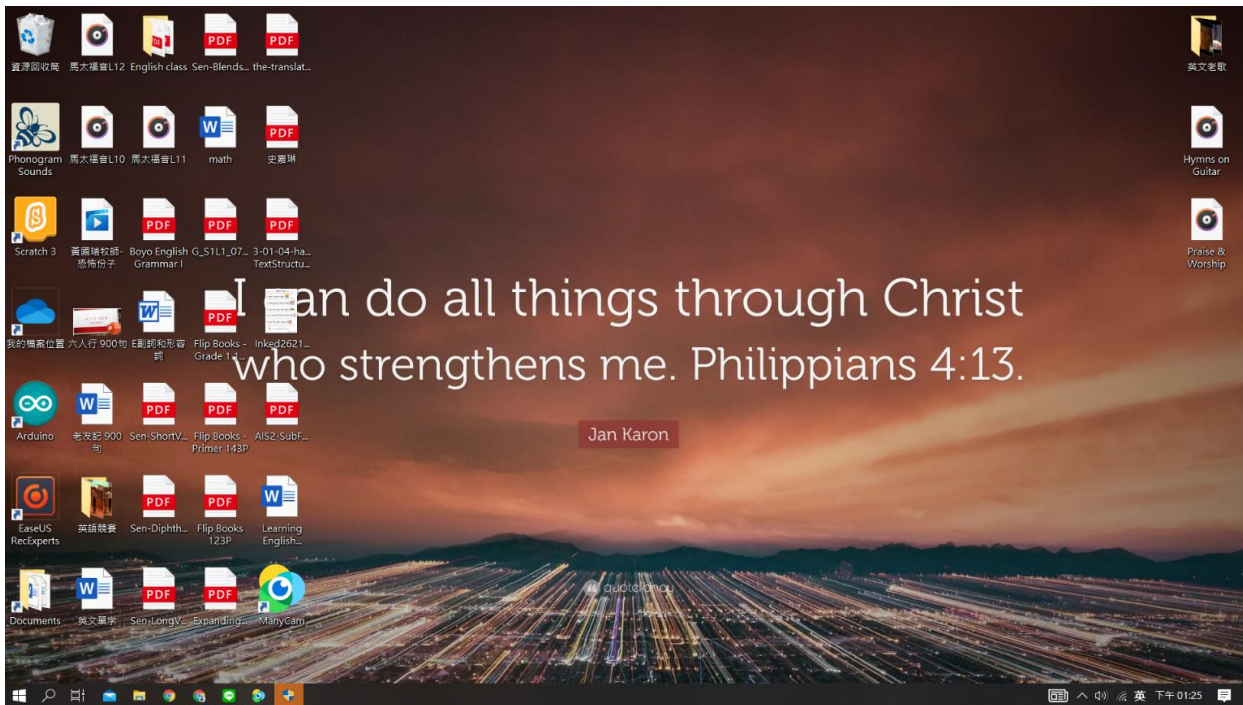 資源回收筒
馬太福音L12
English class
Sen-Blends...
the-translat...
英文老歌
Phonogram
Sounds
馬太福音L10
馬太福音L11
math
史嘉琳
Hymns on
Guitar
Scratch 3
黃國瑞牧師-
恐怖份子
Boyo English
Grammar I
G_S1L1_07...
3-01-04-ha...
TextStructu...
Praise &
Worship
I can do all things through Christ
who strengthens me. Philippians 4:13.
Jan Karon
我的檔案位置
六人行 900句
E副詞和形容
詞
Flip Books -
Grade 1 1...
Inked2621...
Arduino
老友記 900
句
Sen-ShortV...
Flip Books -
Primer 143P
AIS2-SubF...
EaseUS
RecExperts
英語競賽
Sen-Diphth...
Flip Books
123P
Learning
English...
quotefancy
Documents
英文單字
Sen-LongV...
Expanding...
ManyCam
英
下午 01:25